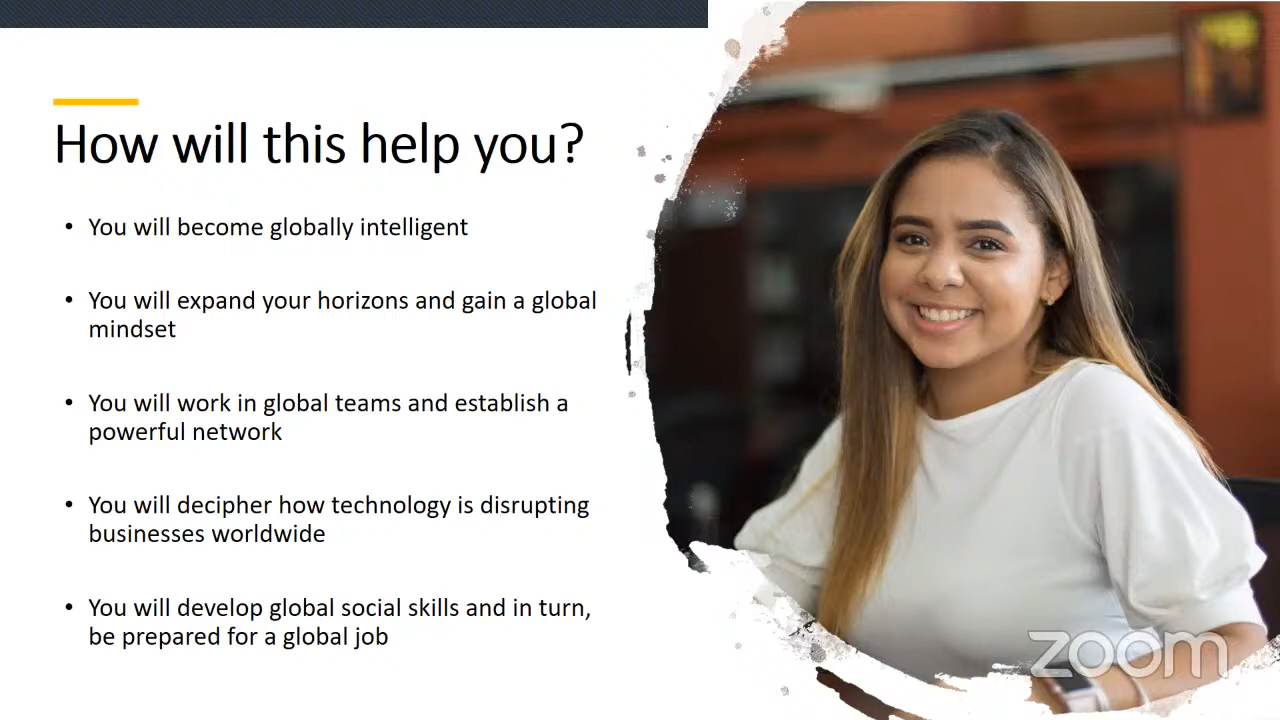 How will this help you?
• You will become globally intelligent
• You will expand your horizons and gain a global
mindset
• You will work in global teams and establish a
powerful network
• You will decipher how technology is disrupting
businesses worldwide
• You will develop global social skills and in turn,
be prepared for a global job
zoom